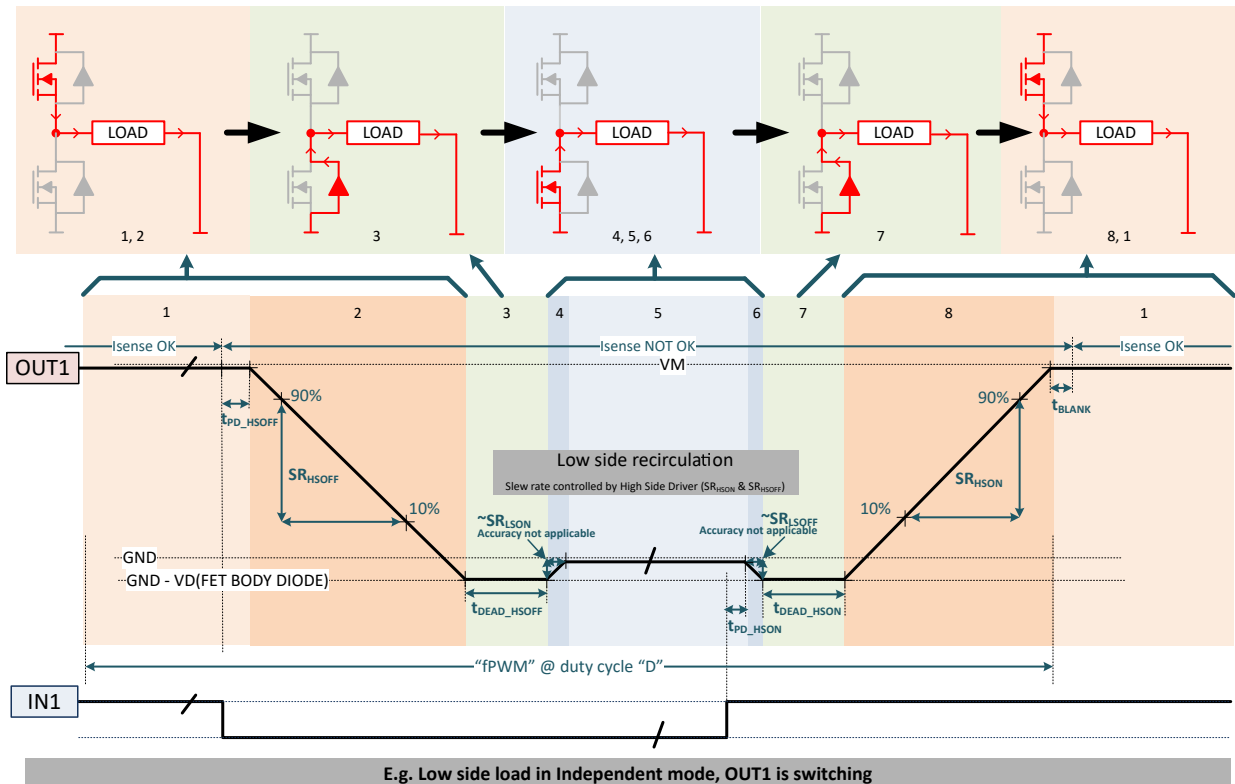 LOAD
LOAD
LOAD
LOAD
LOAD
1, 2
3
4, 5, 6
7
8, 1
1
2
3
4
5
6
7
8
1
Isense OK
Isense NOT OK
Isense OK
OUT1
VM
90%
90%
tPD_HSOFF
tBLANK
SRHSOFF
Low side recirculation
Slew rate controlled by High Side Driver (SRHSON & SRHSOFF)
SRHSON
10%
10%
~SRLSON
Accuracy not applicable
~SRLSOFF
Accuracy not applicable
GND
GND - VD(FET BODY DIODE)
tDEAD_HSOFF
tDEAD_HSON
tPD_HSON
“fPWM” @ duty cycle “D”
IN1
E.g. Low side load in Independent mode, OUT1 is switching